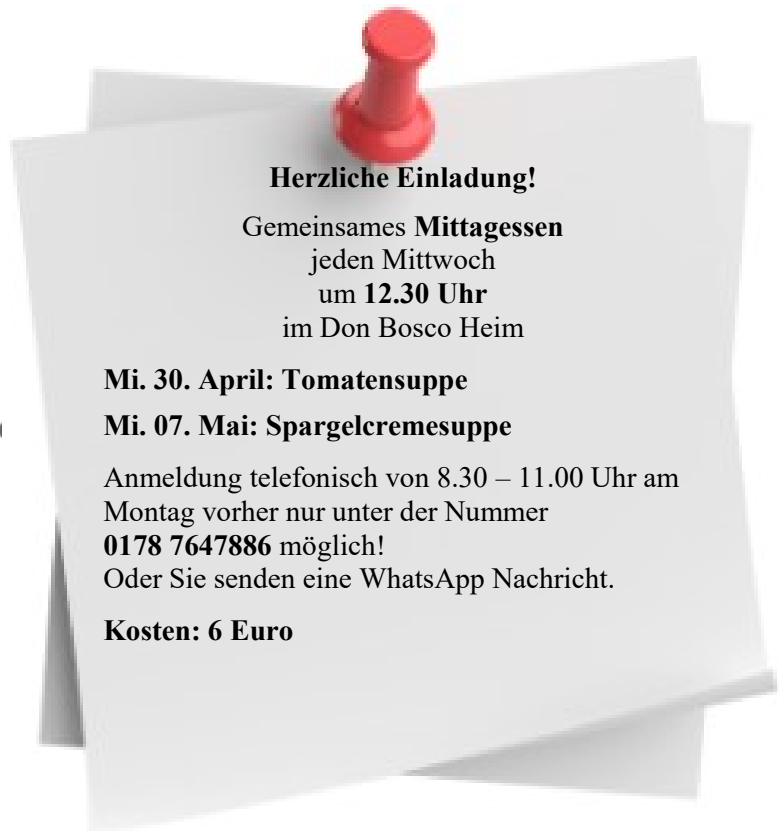 Herzliche Einladung!
Gemeinsames Mittagessen
jeden Mittwoch
um 12.30 Uhr
im Don Bosco Heim
Mi. 30. April: Tomatensuppe
Mi. 07. Mai: Spargelcremesuppe
Anmeldung telefonisch von 8.30 – 11.00 Uhr am
Montag vorher nur unter der Nummer
0178 7647886 möglich!
Oder Sie senden eine WhatsApp Nachricht.
Kosten: 6 Euro